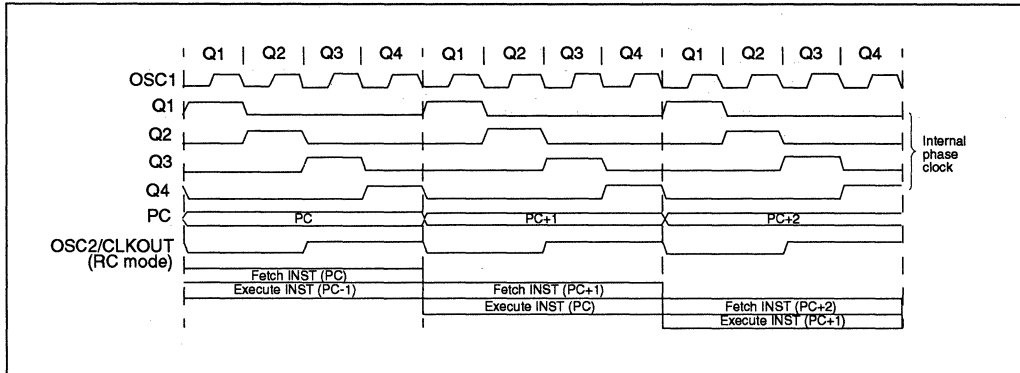 Q1 | Q2 | Q3 | Q4 | Q1 | Q2 | Q3 | Q4 | Q1 | Q2 | Q3 | Q4
OSC1
Q1
Q2
Q3
Q4
Internal
phase
clock
PC
PC
PC+1
PC+2
OSC2/CLKOUT
(RC mode)
Fetch INST (PC)
Execute INST (PC-1)
Fetch INST (PC+1)
Execute INST (PC)
Fetch INST (PC+2)
Execute INST (PC+1)